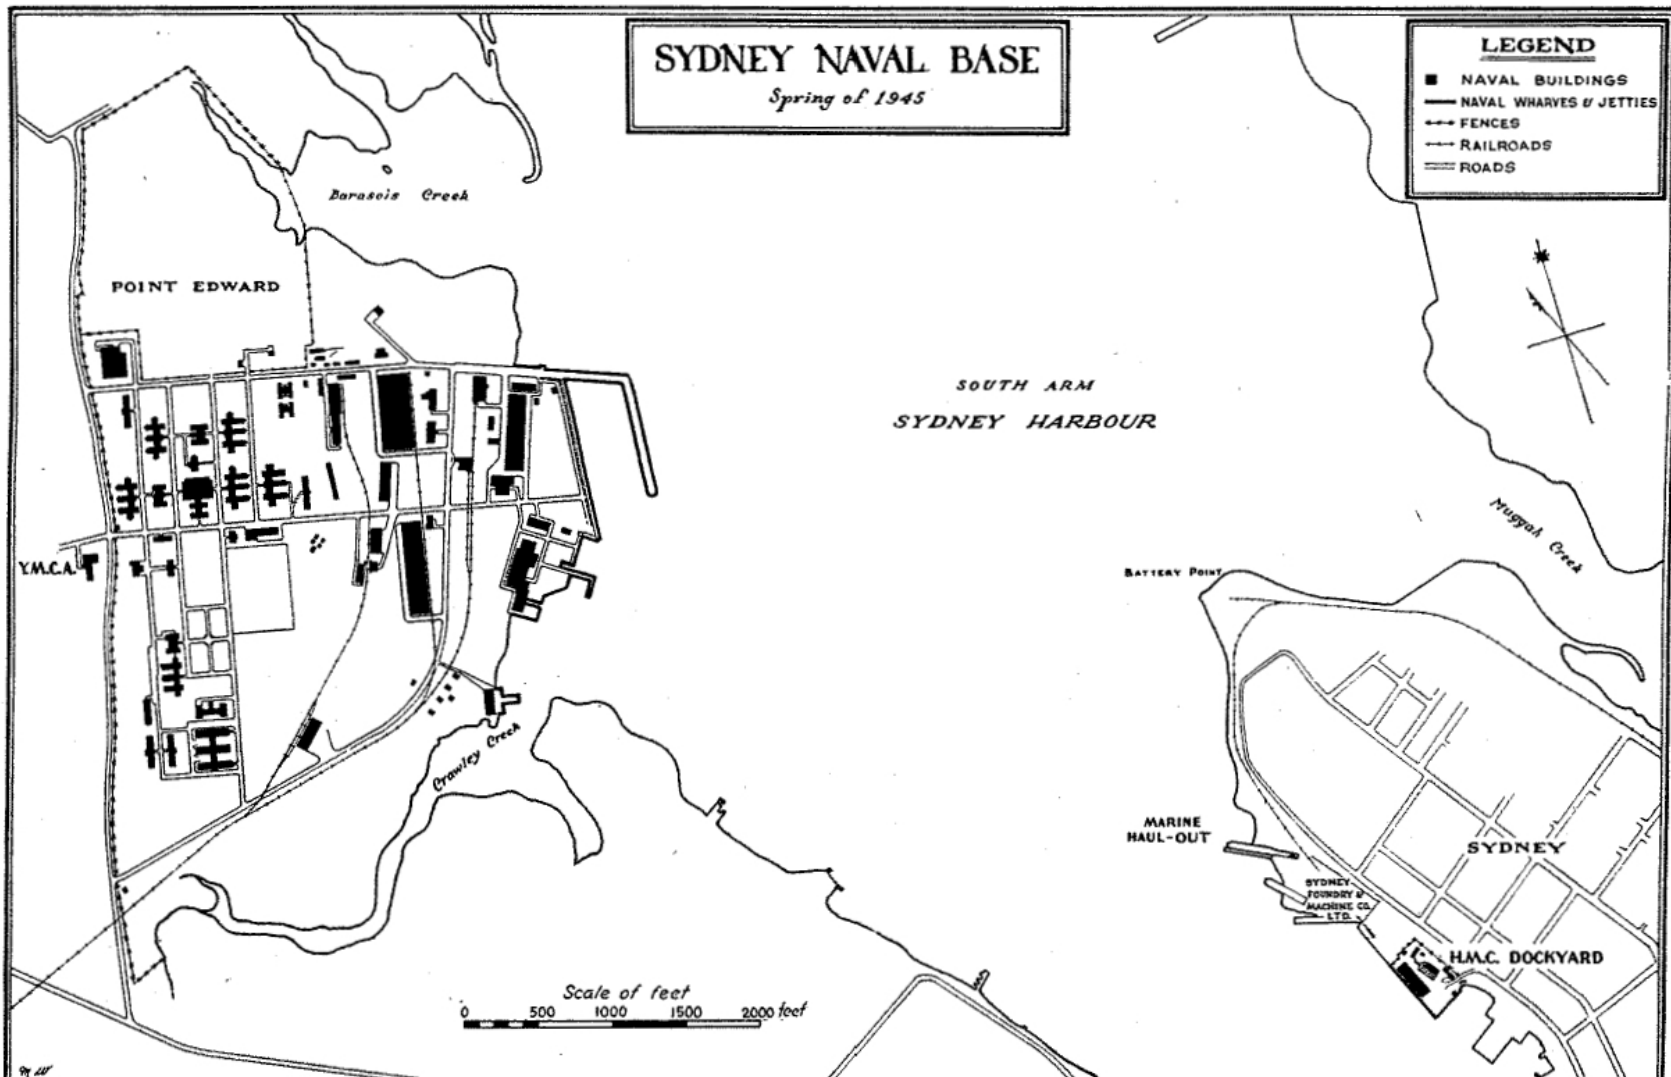 SYDNEY NAVAL BASE
Spring of 1945
LEGEND
NAVAL BUILDINGS
NAVAL WHARVES & JETTIES
FENCES
RAILROADS
ROADS
Barasois Creek
POINT EDWARD
SOUTH ARM
SYDNEY HARBOUR
Muggah Creek
Y.M.C.A.
BATTERY POINT
Crawley Creek
MARINE
HAUL-OUT
SYDNEY
SYDNEY
FOUNDRY &
MACHINE CO.
LTD.
H.M.C. DOCKYARD
Scale of feet
0 500 1000 1500 2000 feet